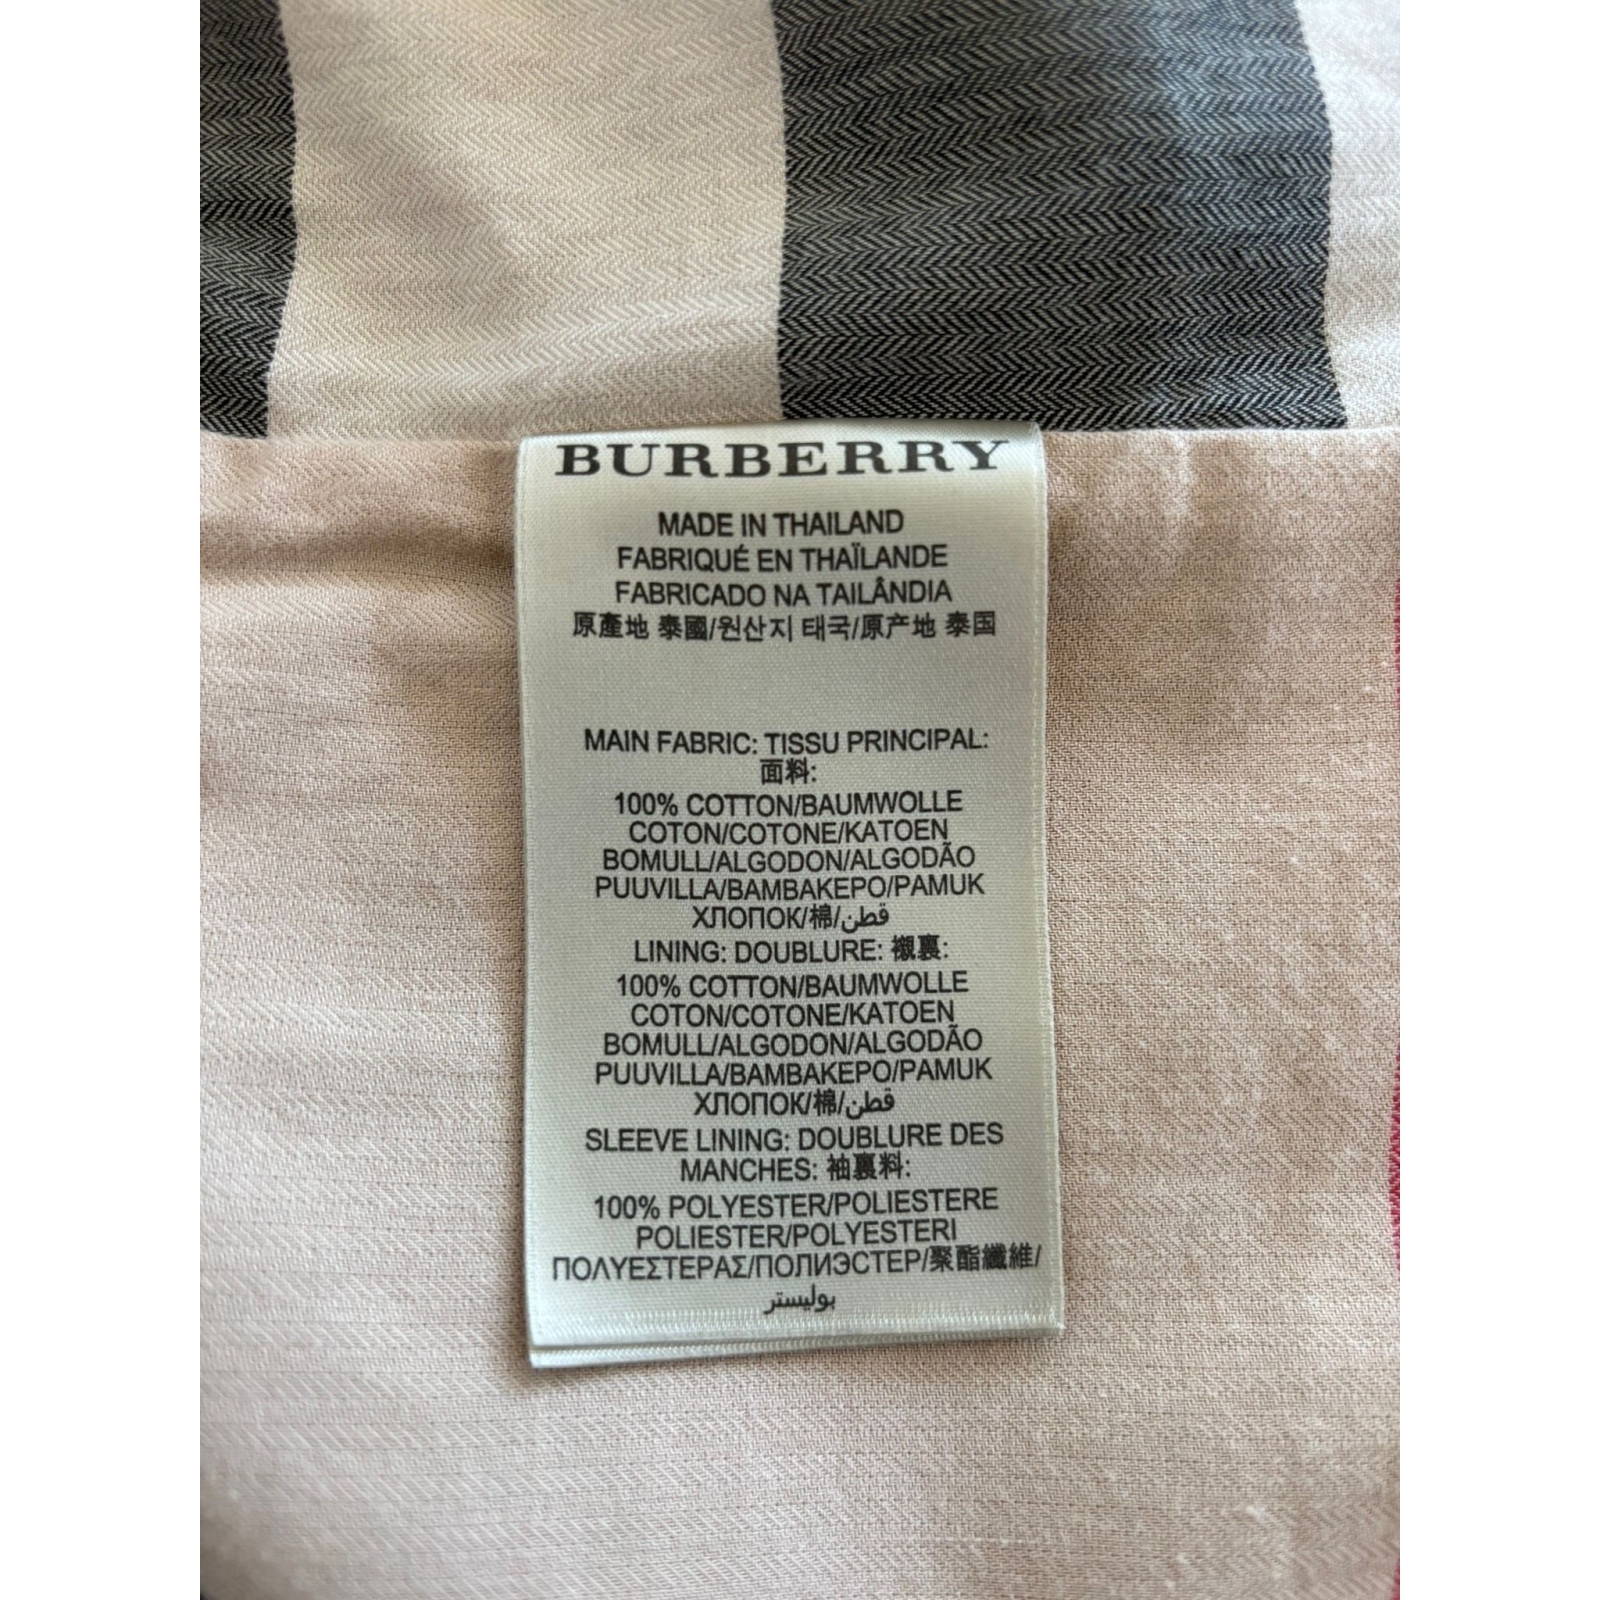 BURBERRY
MADE IN THAILAND
FABRIQUÉ EN THAÏLANDE
FABRICADO NA TAILÂNDIA
原產地 泰國/원산지 태국/原产地 泰国
MAIN FABRIC: TISSU PRINCIPAL:
面料:
100% COTTON/BAUMWOLLE
COTON/COTONE/KATOEN
BOMULL/ALGODON/ALGODÃO
PUUVILLA/BAMBAKEPO/PAMUK
ХЛОПОК/棉/قطن
LINING: DOUBLURE: 襯裏:
100% COTTON/BAUMWOLLE
COTON/COTONE/KATOEN
BOMULL/ALGODON/ALGODÃO
PUUVILLA/BAMBAKEPO/PAMUK
ХЛОПОК/棉/قطن
SLEEVE LINING: DOUBLURE DES
MANCHES: 袖裏料:
100% POLYESTER/POLIESTERE
POLIESTER/POLYESTERI
ΠΟΛΥΕΣΤΕΡΑΣ/ПОЛИЭСТЕР/聚酯纖維/
بوليستر